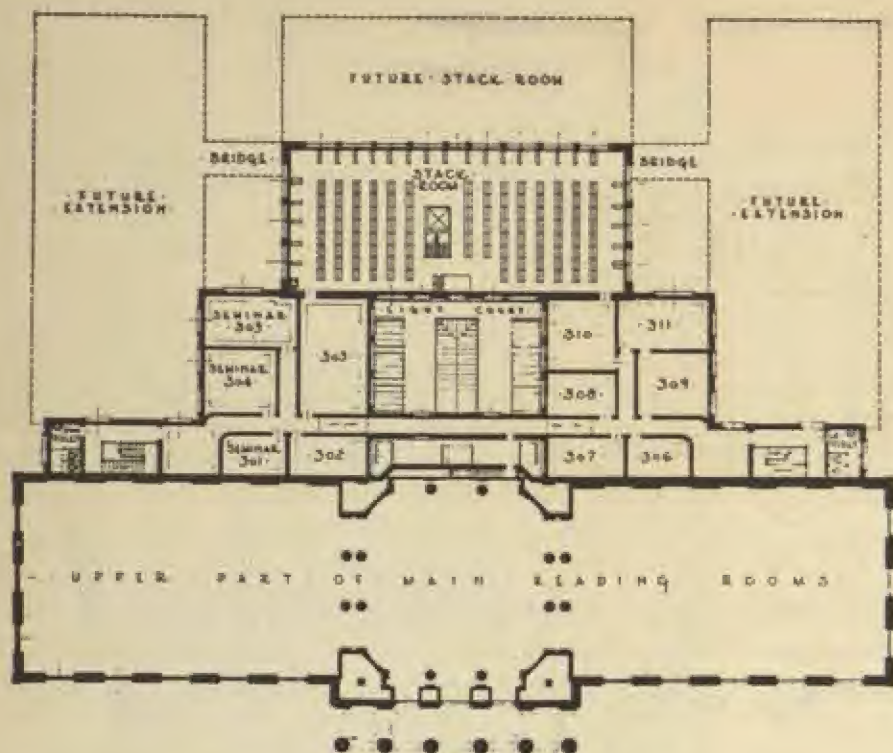 FUTURE · STACK ROOM
· BRIDGE ·
STACK
ROOM
BRIDGE
· FUTURE ·
EXTENSION
· FUTURE ·
· EXTENSION
LIGHT COURT
SEMINAR
· 303 ·
303
310
311
SEMINAR
304
308
309
SEMINAR
301
302
307
306
UPPER PART OF MAIN READING ROOMS